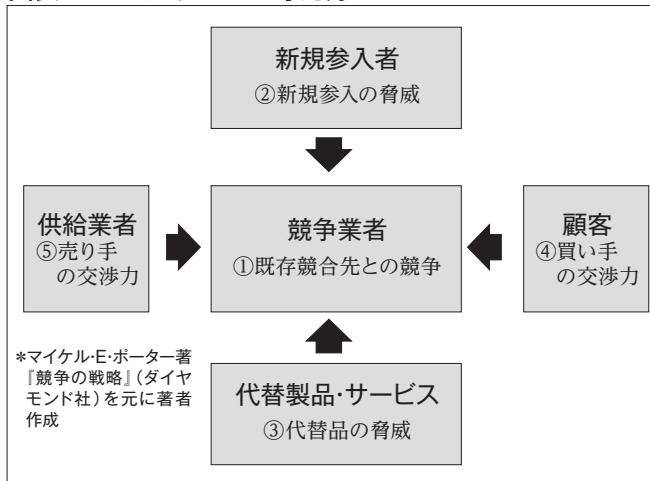 新規参入者
②新規参入の脅威
供給業者
⑤売り手
の交渉力
競争業者
①既存競合先との競争
顧客
④買い手
の交渉力
*マイケル・E・ポーター著
『競争の戦略』(ダイヤ
モンド社)を元に著者
作成
代替製品・サービス
③代替品の脅威